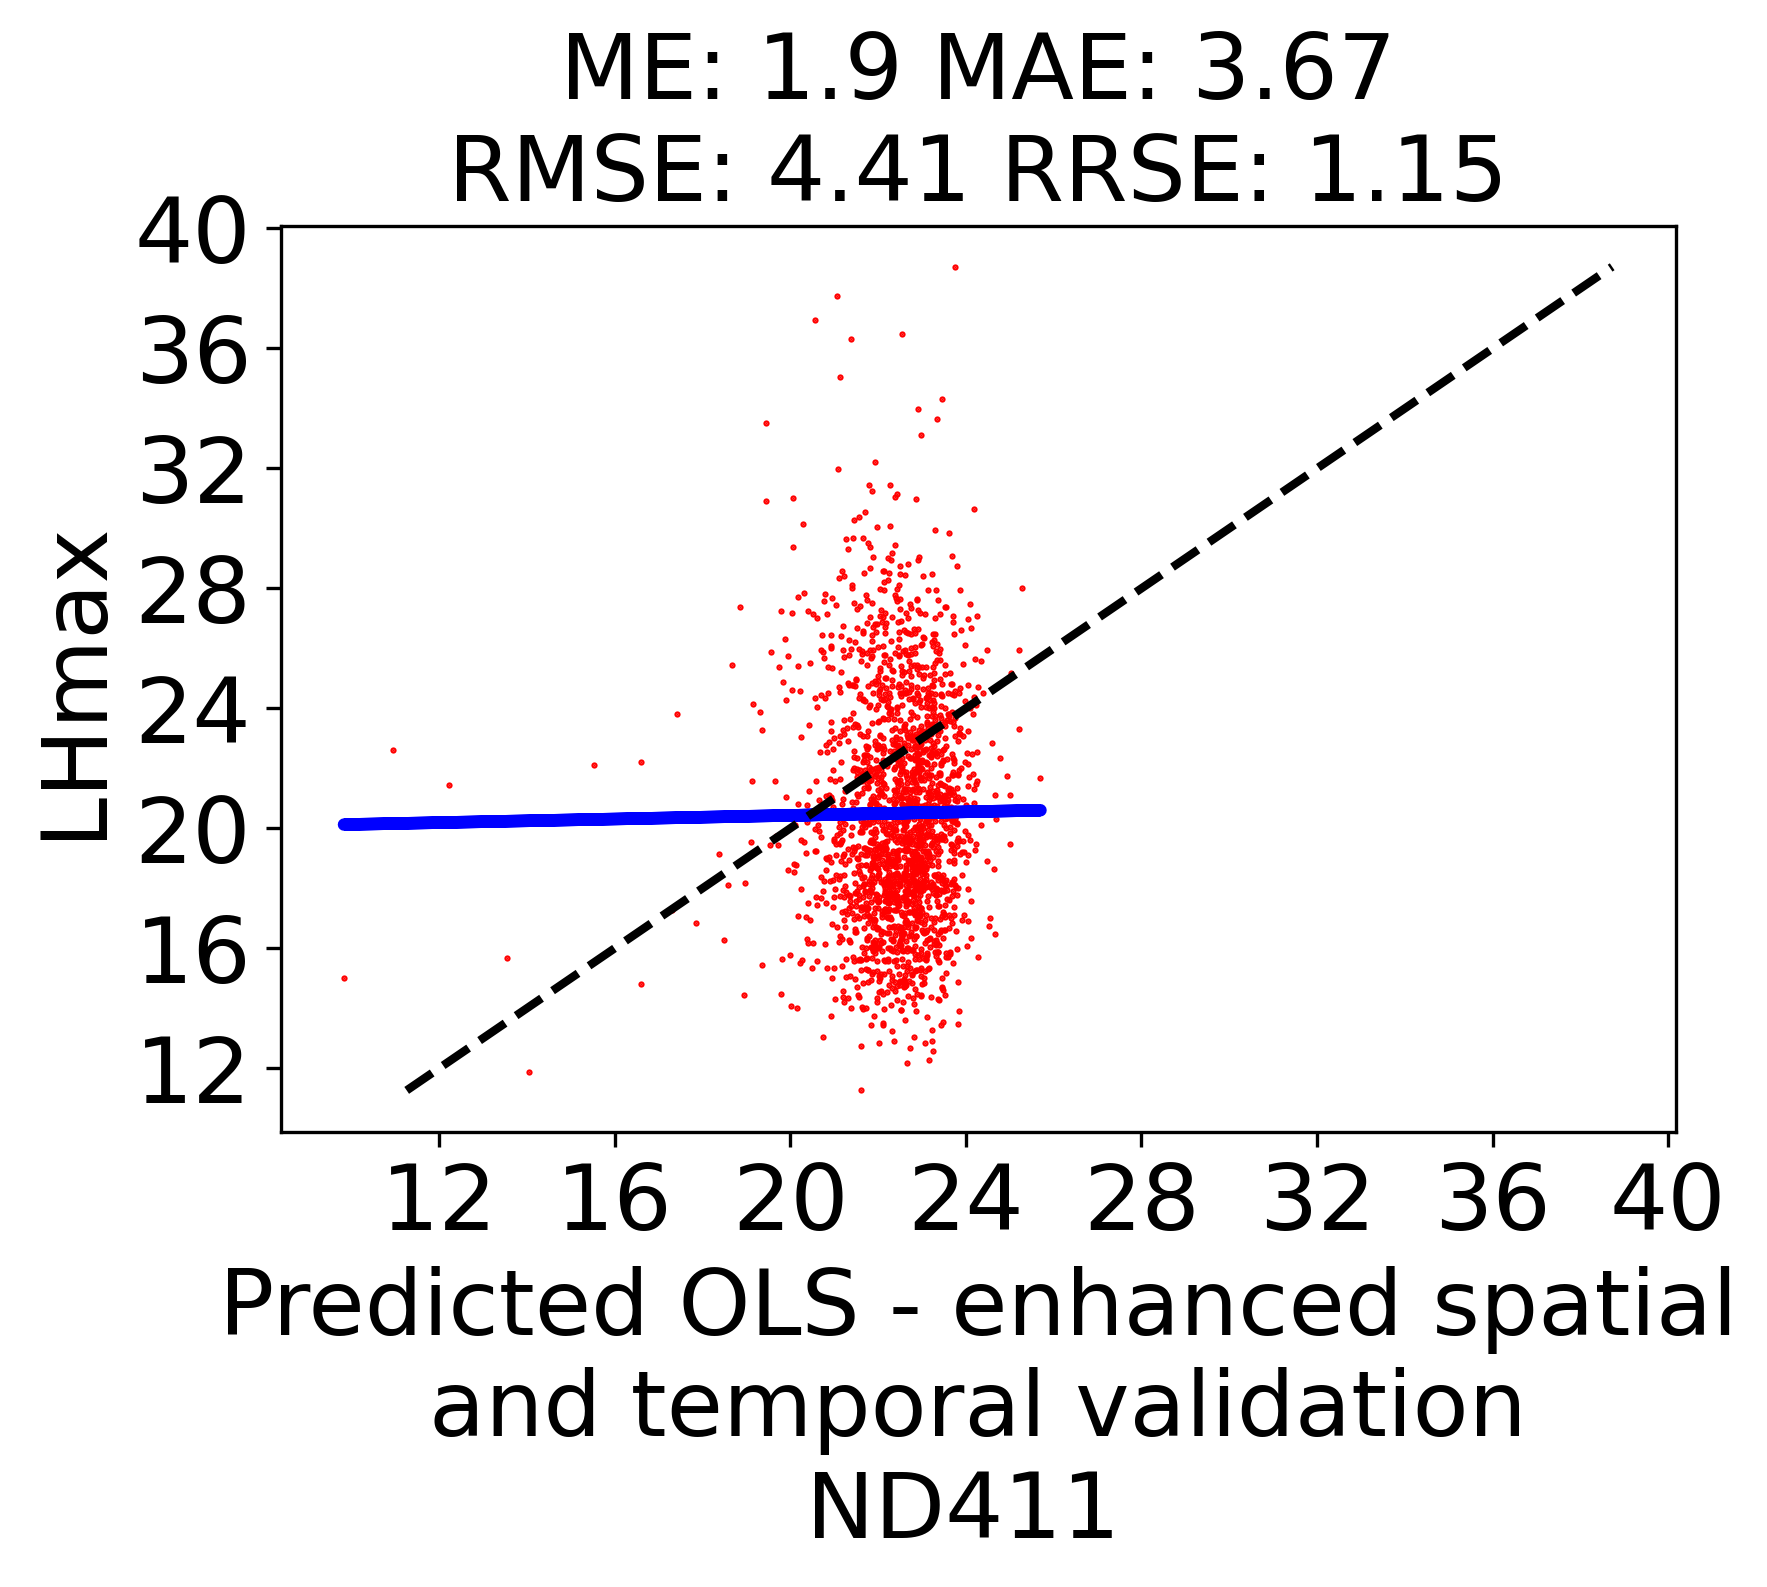 ME: 1.9 MAE: 3.67
RMSE: 4.41 RRSE: 1.15
40
36
32
28
24
20
16
12
LHmax
12 16 20 24 28 32 36 40
Predicted OLS - enhanced spatial
and temporal validation
ND411